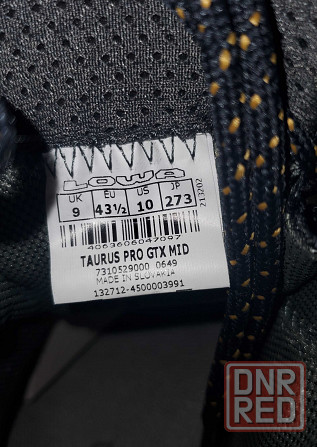 LOWA
UK EU US JP
9 43½ 10 273
213202
4063606047097
TAURUS PRO GTX MID
7310529000 0649
MADE IN SLOVAKIA
132712-4500003991
DNR
RED